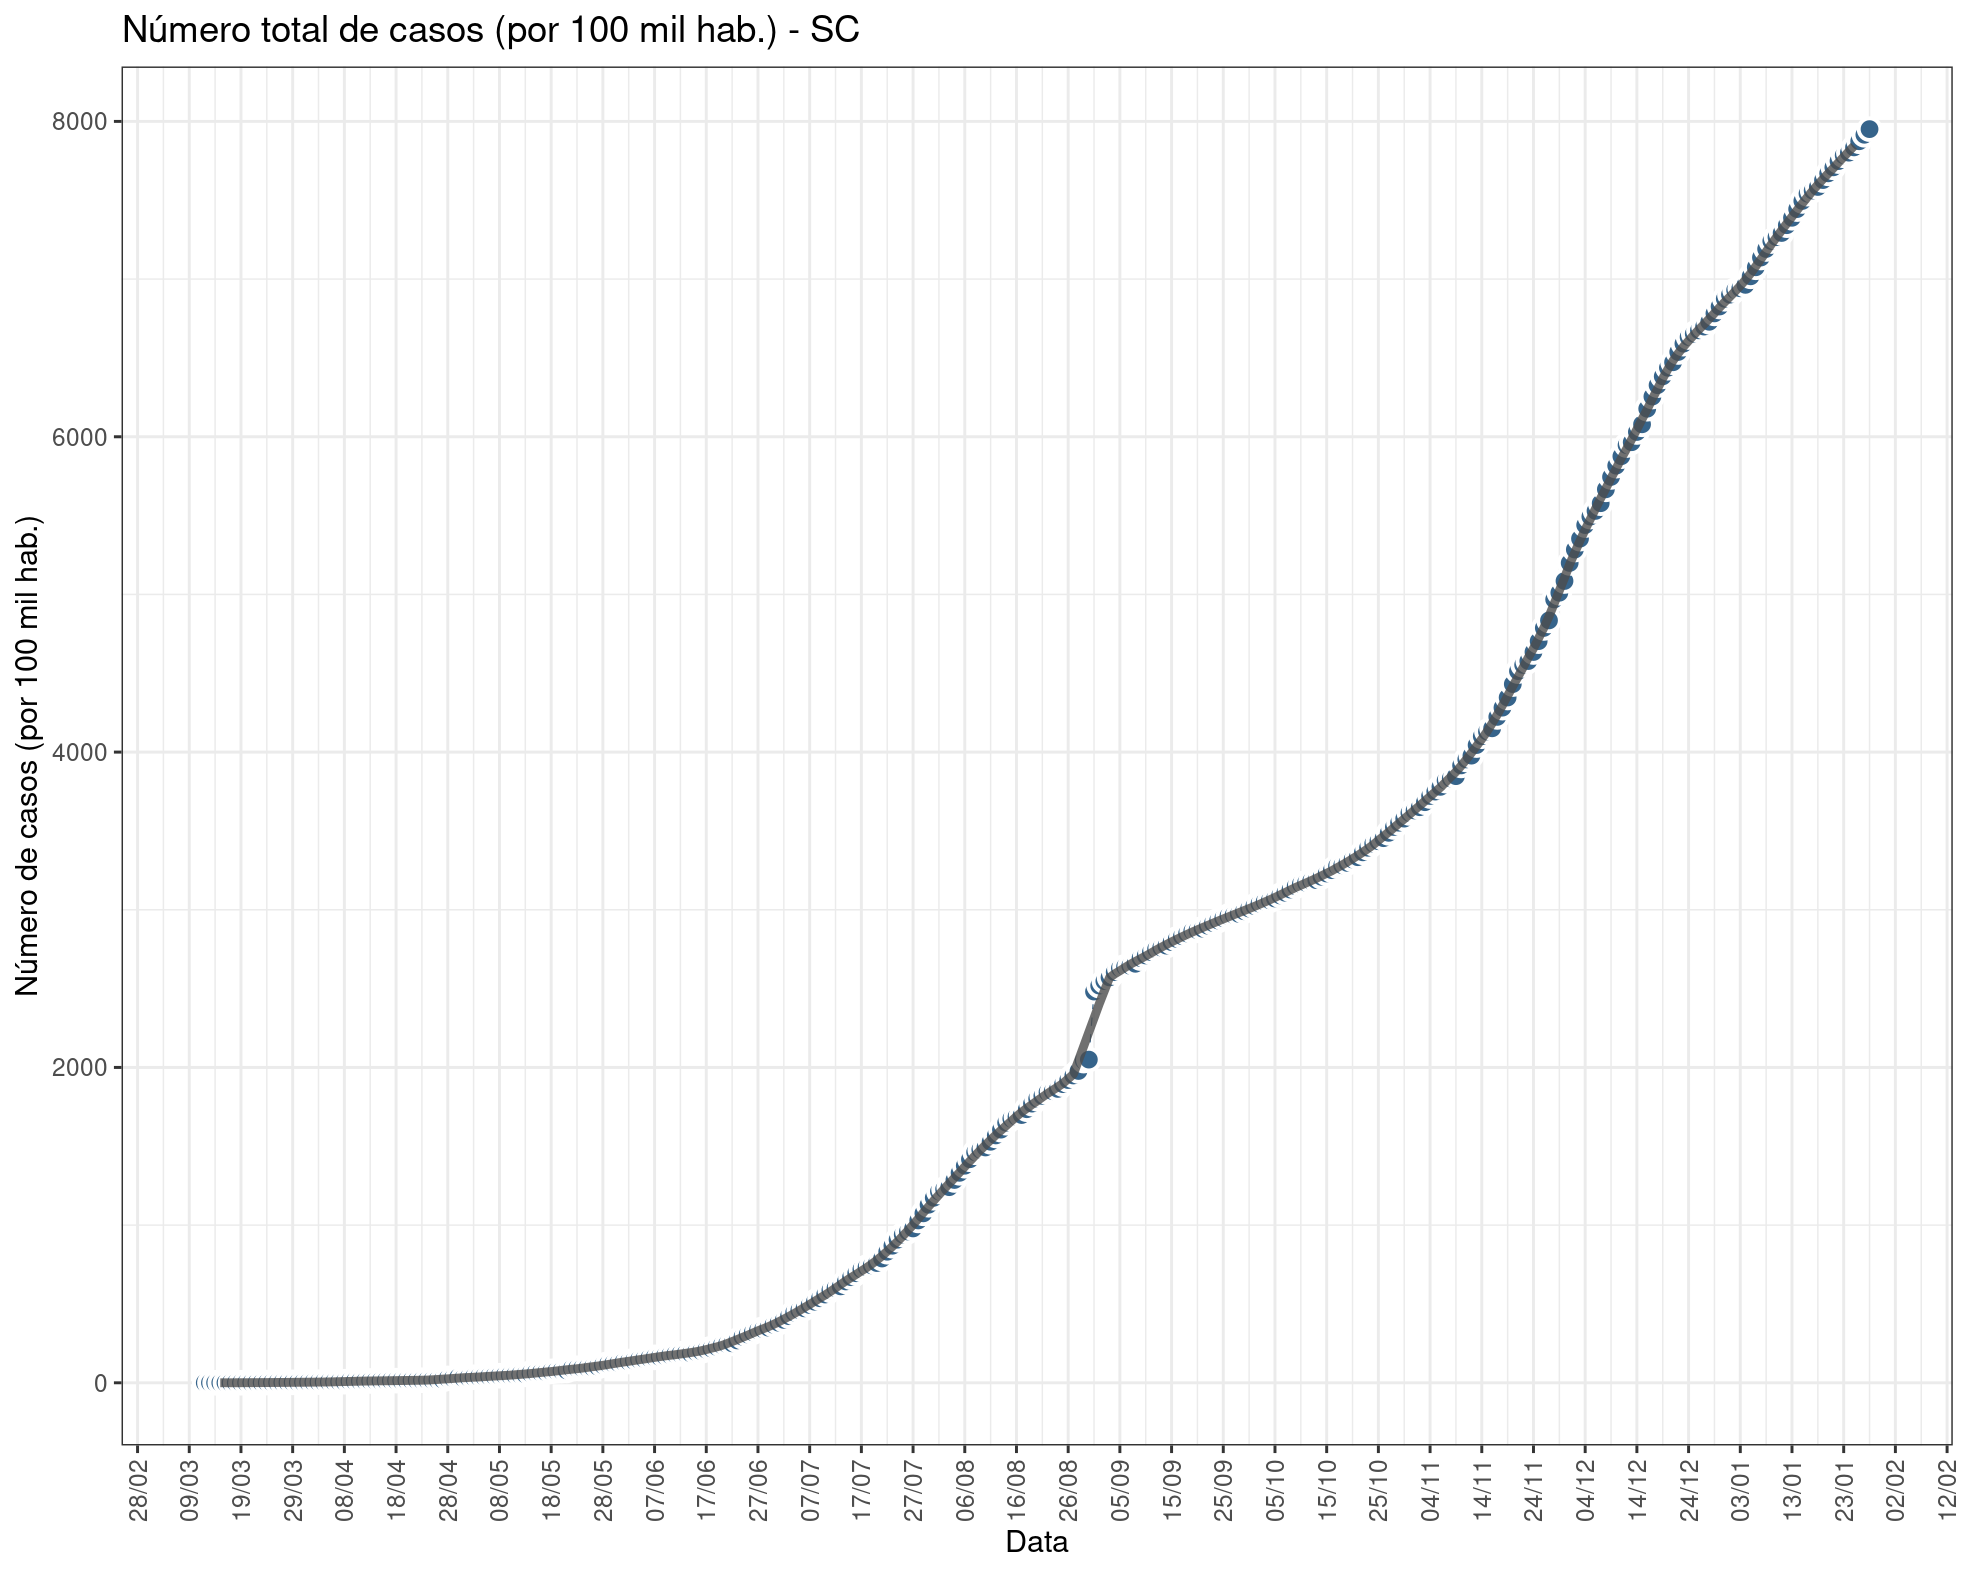 Número total de casos (por 100 mil hab.) - SC
Número de casos (por 100 mil hab.)
8000
6000
4000
2000
0
28/02 09/03 19/03 29/03 08/04 18/04 28/04 08/05 18/05 28/05 07/06 17/06 27/06 07/07 17/07 27/07 06/08 16/08 26/08 05/09 15/09 25/09 05/10 15/10 25/10 04/11 14/11 24/11 04/12 14/12 24/12 03/01 13/01 23/01 02/02 12/02
Data